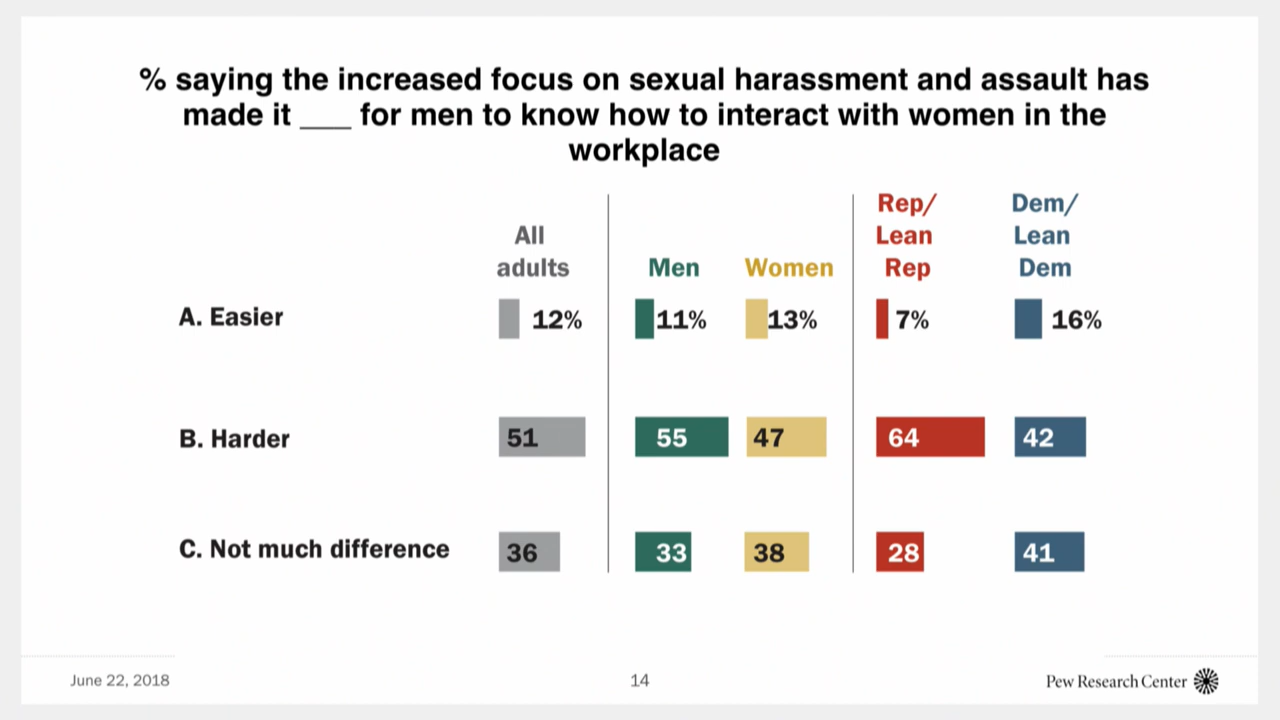 % saying the increased focus on sexual harassment and assault has
made it ___ for men to know how to interact with women in the
workplace
All
adults
Men
Women
Rep/
Lean
Rep
Dem/
Lean
Dem
A. Easier
12%
11%
13%
7%
16%
B. Harder
51
55
47
64
42
C. Not much difference
36
33
38
28
41
June 22, 2018
14
Pew Research Center